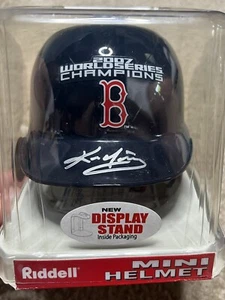 2007
WORLD SERIES
CHAMPIONS
B
NEW
DISPLAY
STAND
Inside Packaging
Riddell
MINI
HELMET